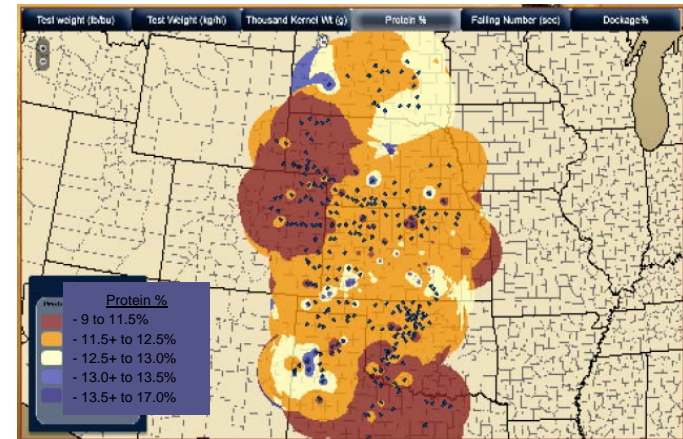 Test weight (lb/bu) Test Weight (kg/hl) Thousand Kernel Wt (g) Protein % Falling Number (sec) Dockage%
Protein %
- 9 to 11.5%
- 11.5+ to 12.5%
- 12.5+ to 13.0%
- 13.0+ to 13.5%
- 13.5+ to 17.0%